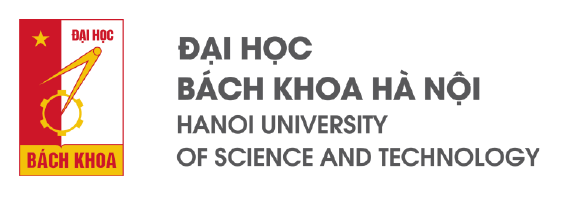 ĐẠI HỌC
BÁCH KHOA
ĐẠI HỌC
BÁCH KHOA HÀ NỘI
HANOI UNIVERSITY
OF SCIENCE AND TECHNOLOGY